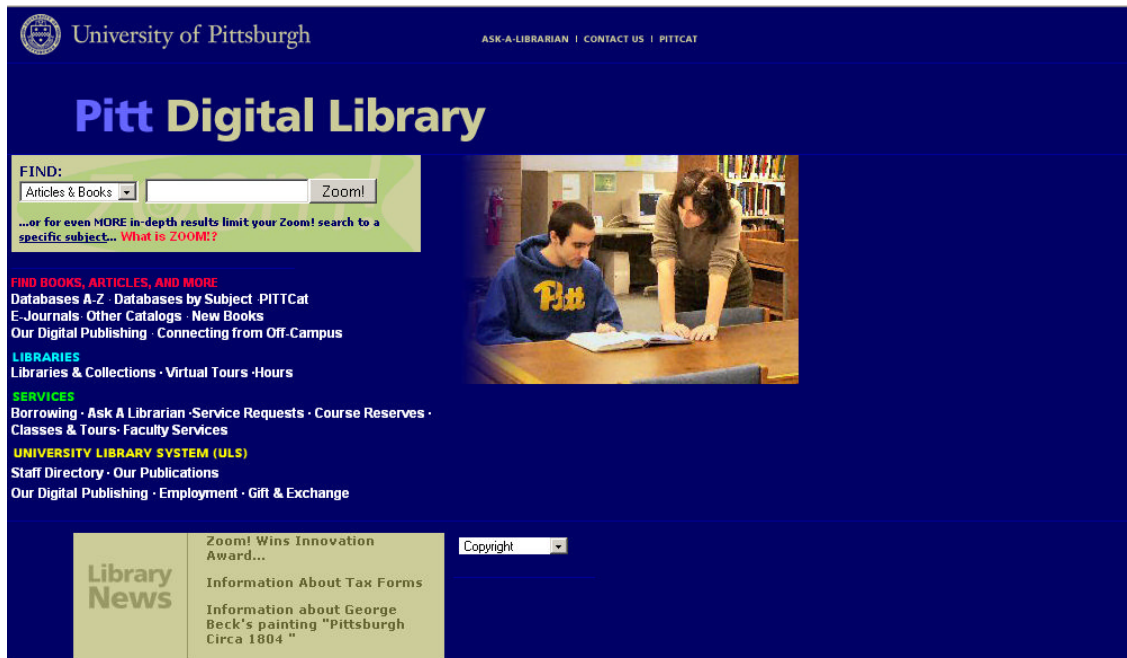 University of Pittsburgh
ASK-A-LIBRARIAN | CONTACT US | PITTCAT
Pitt Digital Library
FIND:
Articles & Books
Zoom!
...or for even MORE in-depth results limit your Zoom! search to a
specific subject... What is ZOOM!?
FIND BOOKS, ARTICLES, AND MORE
Databases A-Z · Databases by Subject ·PITTCat
E-Journals· Other Catalogs · New Books
Our Digital Publishing · Connecting from Off-Campus
LIBRARIES
Libraries & Collections · Virtual Tours ·Hours
SERVICES
Borrowing · Ask A Librarian ·Service Requests · Course Reserves ·
Classes & Tours· Faculty Services
UNIVERSITY LIBRARY SYSTEM (ULS)
Staff Directory · Our Publications
Our Digital Publishing · Employment · Gift & Exchange
Pitt
Library
News
Zoom! Wins Innovation
Award...
Information About Tax Forms
Information about George
Beck's painting "Pittsburgh
Circa 1804 "
Copyright